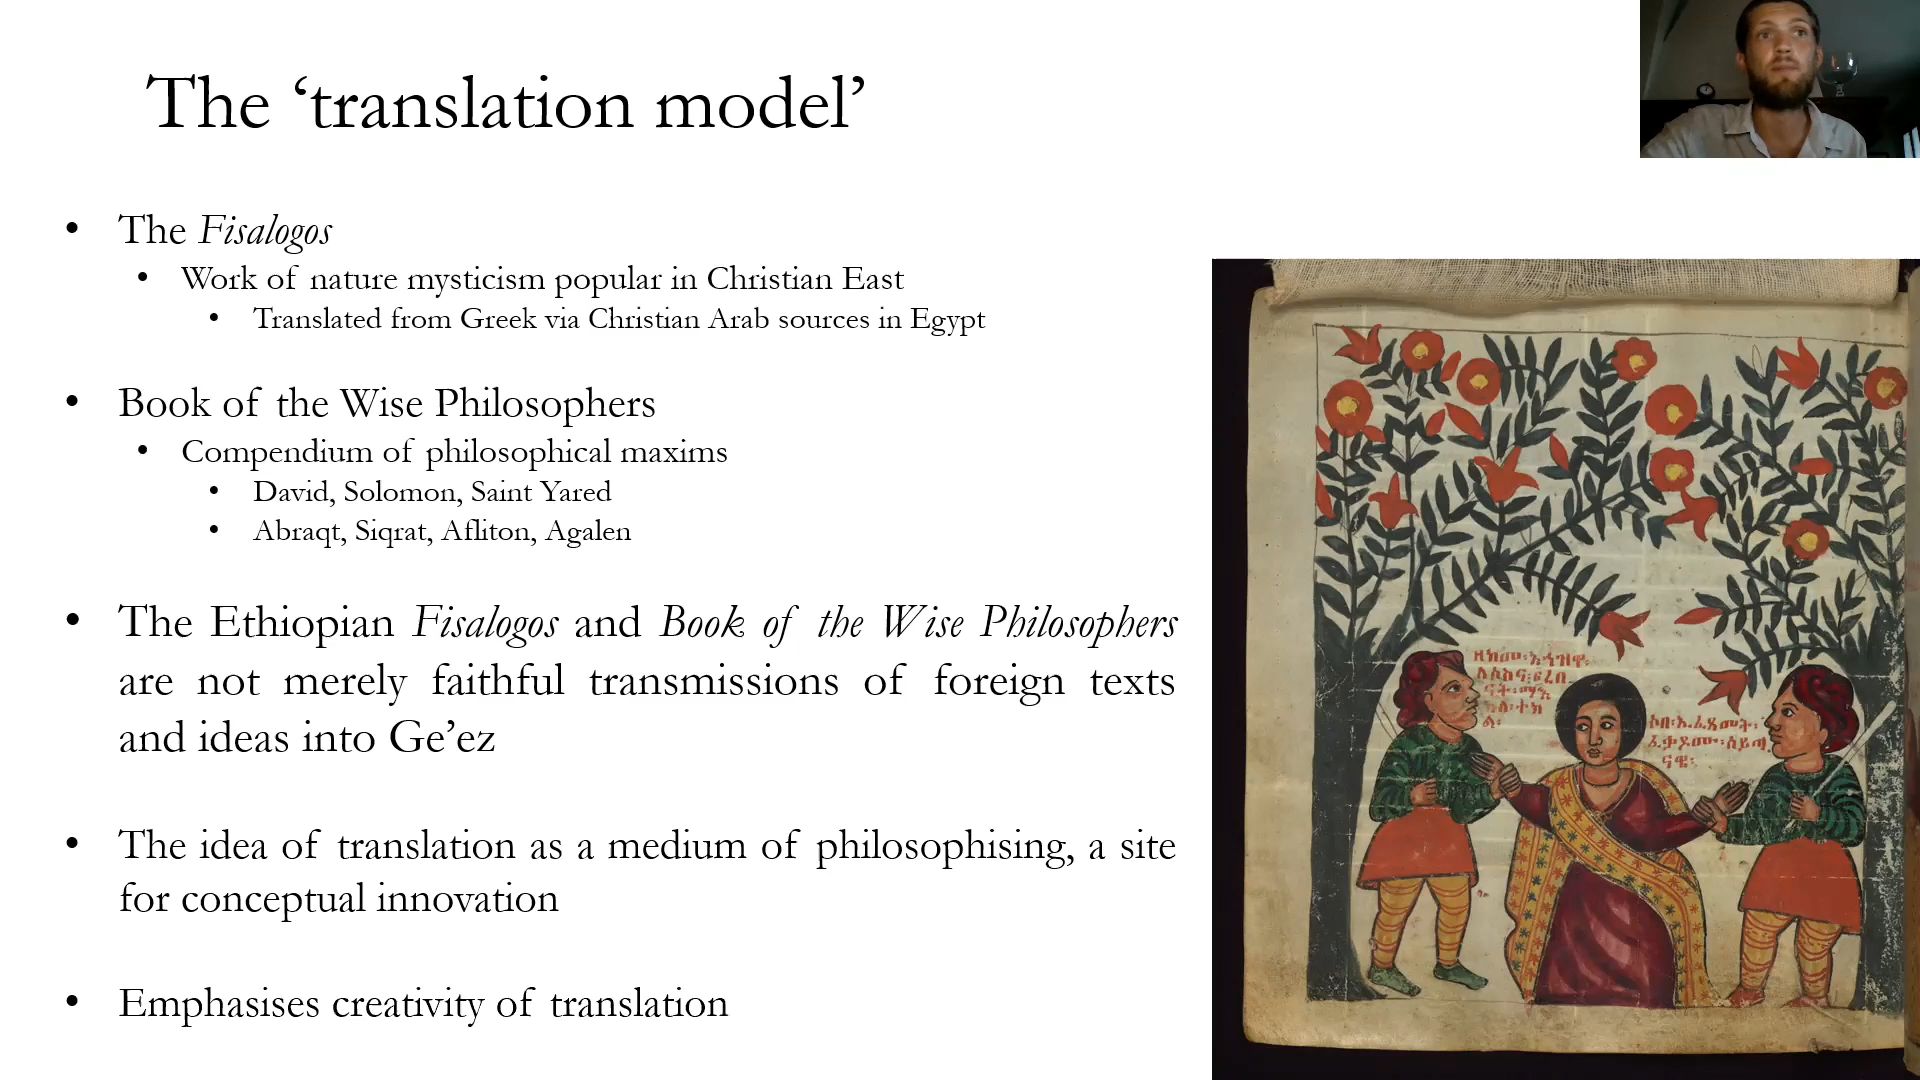 The ‘translation model’
• The Fisalogos
• Work of nature mysticism popular in Christian East
• Translated from Greek via Christian Arab sources in Egypt
• Book of the Wise Philosophers
• Compendium of philosophical maxims
• David, Solomon, Saint Yared
• Abraqt, Siqrat, Afliton, Agalen
• The Ethiopian Fisalogos and Book of the Wise Philosophers
are not merely faithful transmissions of foreign texts
and ideas into Ge’ez
• The idea of translation as a medium of philosophising, a site
for conceptual innovation
• Emphasises creativity of translation